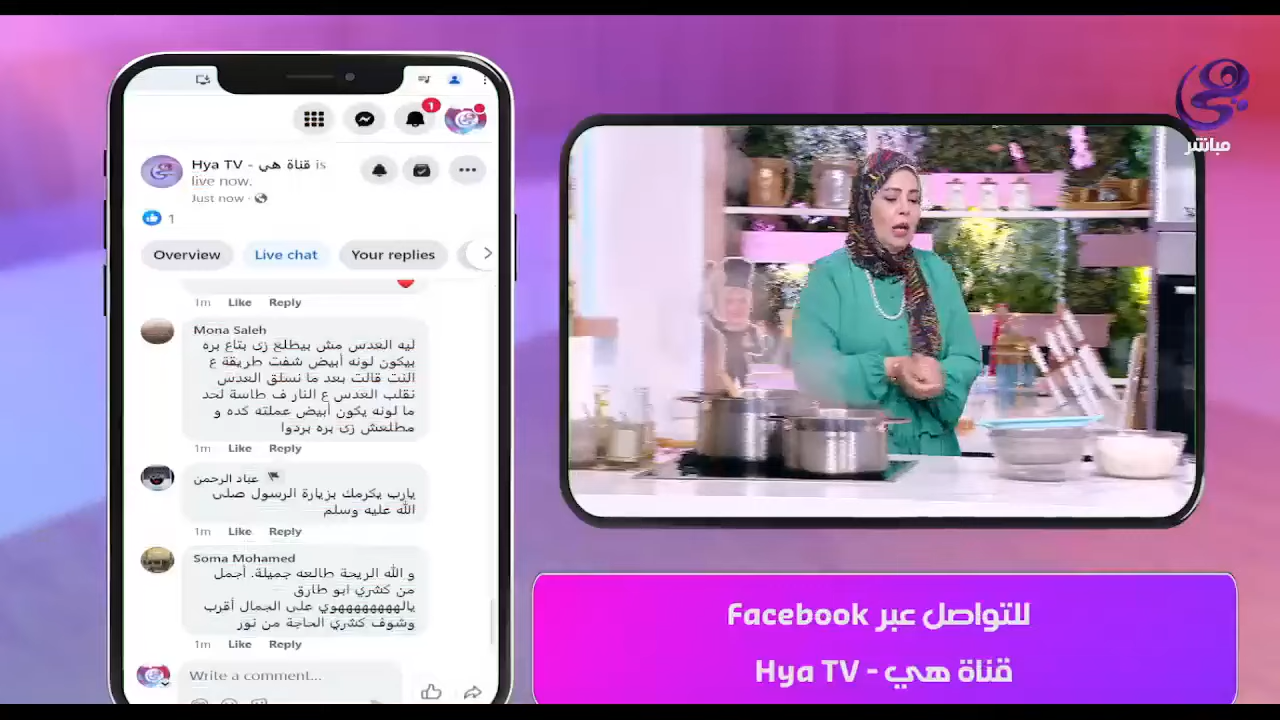 مباشر
1
Hya TV - قناة هي is
live now.
Just now
1
Overview
Live chat
Your replies
1m Like Reply
Mona Saleh
ليه العدس مش بيطلع زى بتاع بره
بيكون لونه أبيض شفت طريقة ع
النت قالت بعد ما نسلق العدس
نقلب العدس ع النار ف طاسة لحد
ما لونه يكون أبيض عملته كده و
مطلعش زى بره بردوا
1m Like Reply
عباد الرحمن
يارب يكرمك بزيارة الرسول صلى
الله عليه وسلم
1m Like Reply
Soma Mohamed
و الله الريحة طالعه جميلة. أجمل
من كشري ابو طارق
يالهههههههههوي على الجمال أقرب
وشوف كشري الحاجة من نور
1m Like Reply
Write a comment...
للتواصل عبر Facebook
قناة هي - Hya TV